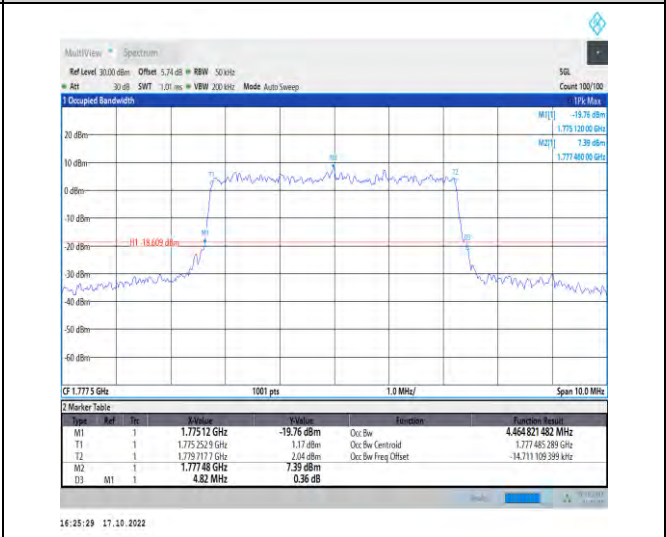 MultiView Spectrum
Ref Level 30.00 dBm Offset 5.74 dB RBW 50 kHz SGL
Att 30 dB SWT 1.01 ms VBW 200 kHz Mode Auto Sweep Count 100/100
1 Occupied Bandwidth 1Pk Max
M1[1] -19.76 dBm
1.775 120 00 GHz
20 dBm M2[1] 7.39 dBm
1.777 480 00 GHz
10 dBm
M2
T1 T2
0 dBm
-10 dBm
M1
H1 -18.609 dBm
-20 dBm
-30 dBm
-40 dBm
-50 dBm
-60 dBm
CF 1.777 5 GHz 1001 pts 1.0 MHz/ Span 10.0 MHz
2 Marker Table
Type Ref Trc X-Value Y-Value Function Function Result
M1 1 1.775 12 GHz -19.76 dBm Occ Bw 4.464 821 482 MHz
T1 1 1.775 252 9 GHz 1.17 dBm Occ Bw Centroid 1.777 485 289 GHz
T2 1 1.779 717 7 GHz 2.04 dBm Occ Bw Freq Offset -14.711 109 399 kHz
M2 1 1.777 48 GHz 7.39 dBm
D3 M1 1 4.82 MHz 0.36 dB
16:25:29 17.10.2022